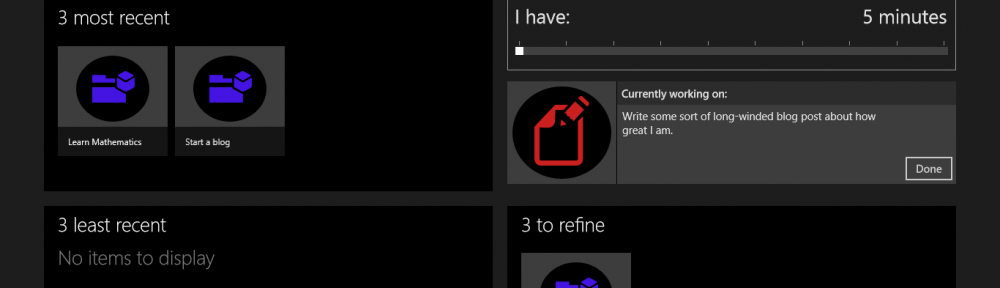 3 most recent
Learn Mathematics
Start a blog
I have:
5 minutes
Currently working on:
Write some sort of long-winded blog post about how
great I am.
Done
3 least recent
No items to display
3 to refine